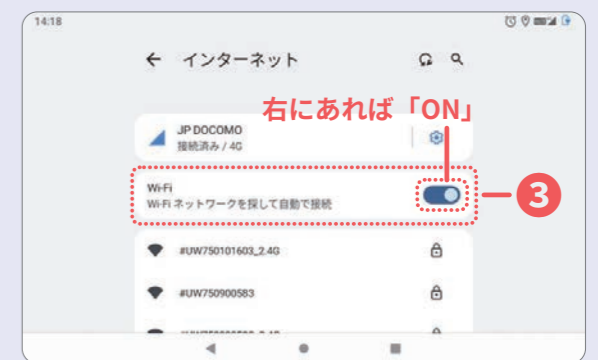 14:18
インターネット
右にあれば「ON」
JP DOCOMO
接続済み / 4G
Wi-Fi
Wi-Fi ネットワークを探して自動で接続
3
#UW750101603_2.4G
#UW750900583